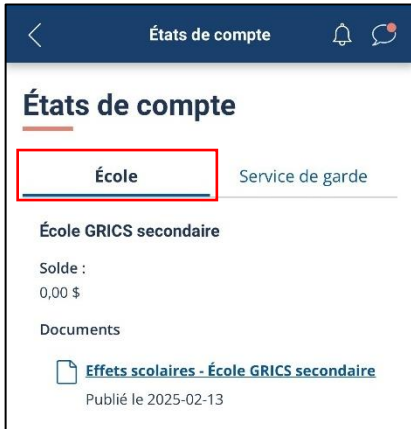 États de compte
États de compte
École
Service de garde
École GRICS secondaire
Solde :
0,00 $
Documents
Effets scolaires - École GRICS secondaire
Publié le 2025-02-13